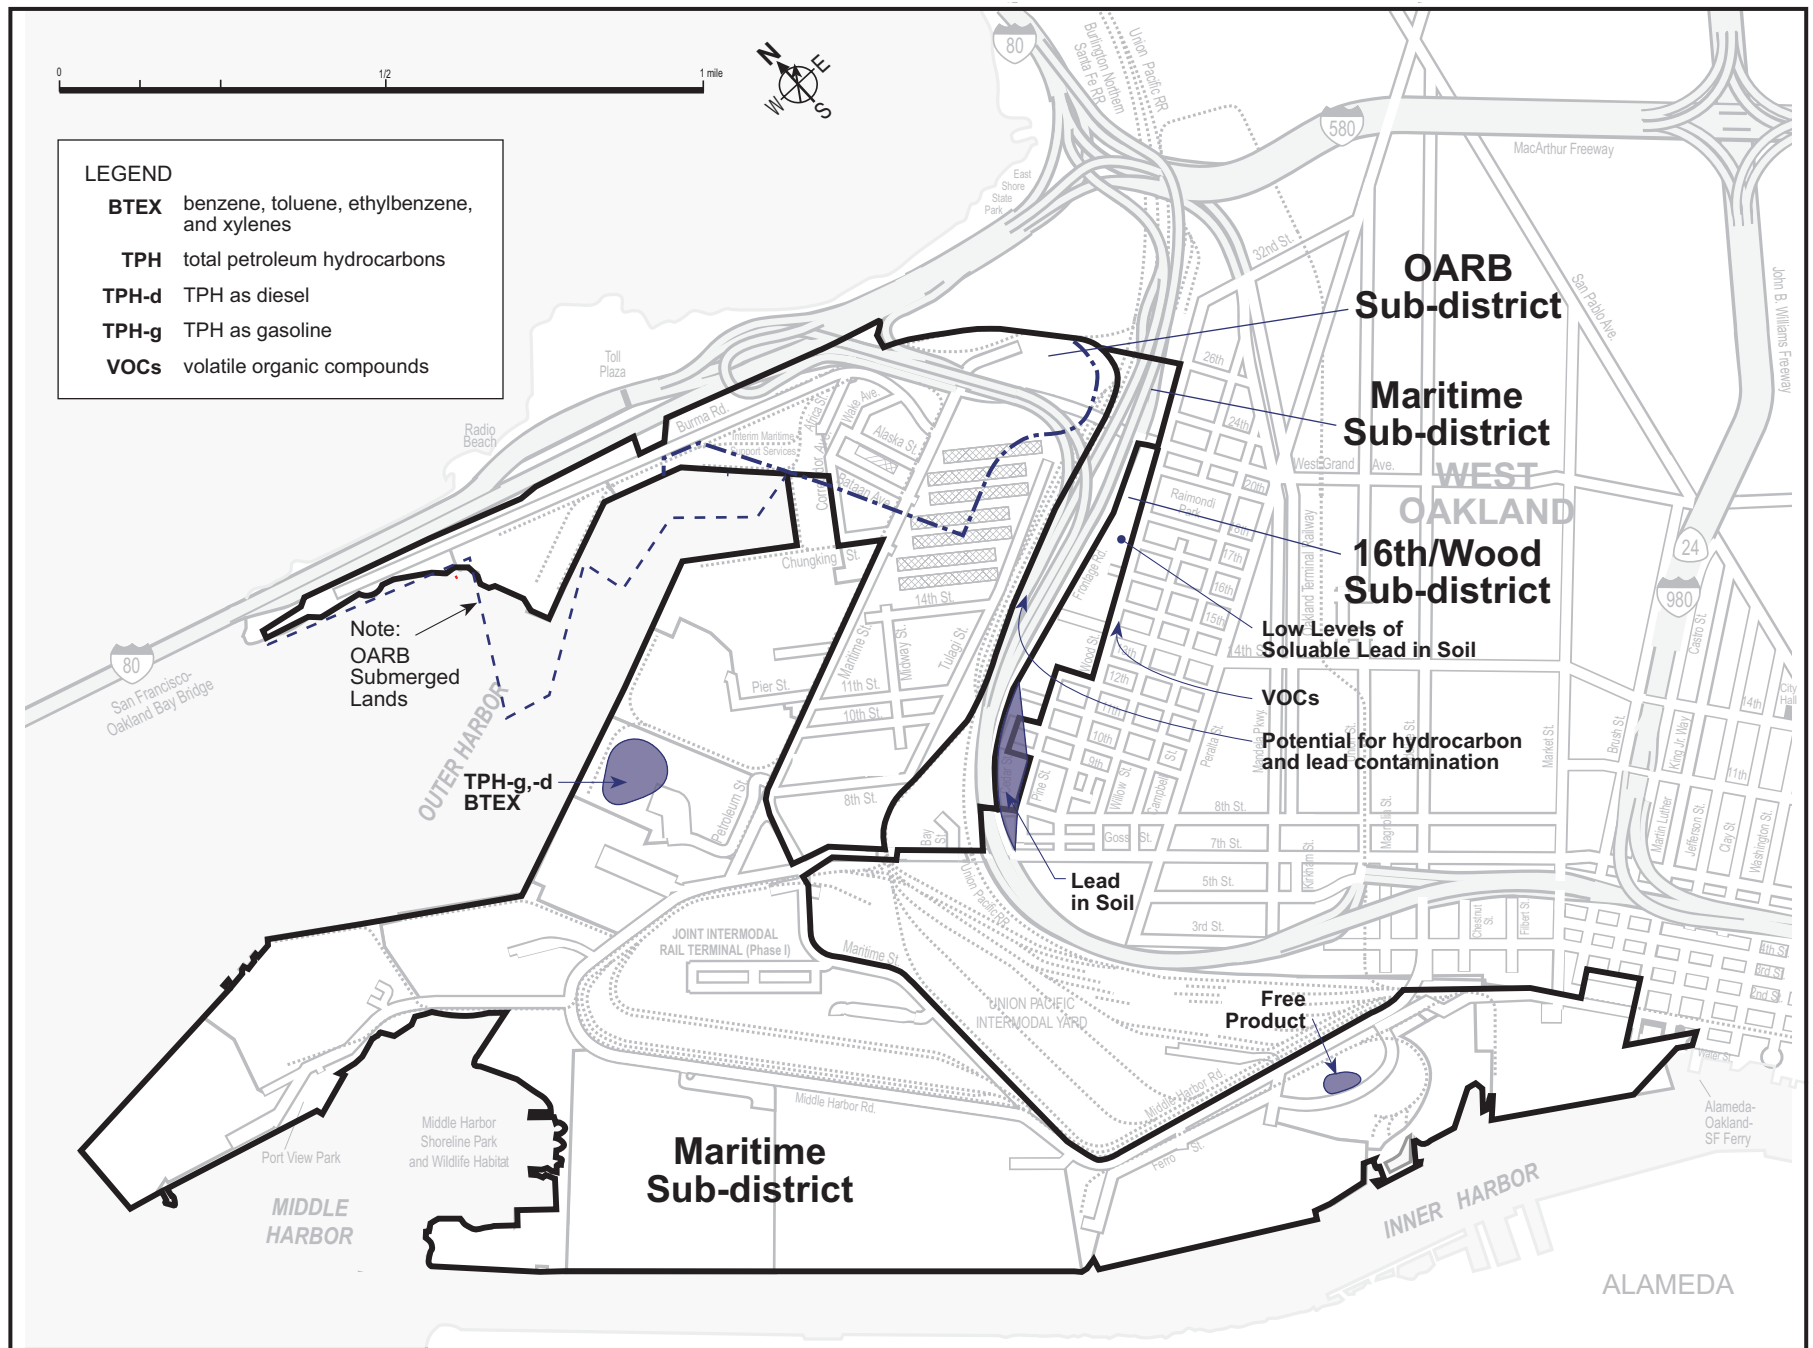 0
1/2
1 mile
N
E
W
S
LEGEND
BTEX benzene, toluene, ethylbenzene,
and xylenes
TPH total petroleum hydrocarbons
TPH-d TPH as diesel
TPH-g TPH as gasoline
VOCs volatile organic compounds
80
Burlington Northern
Santa Fe RR
Union Pacific RR
580
MacArthur Freeway
East
Shore
State
Park
32nd St.
San Pablo Ave.
John B. Williams Freeway
OARB
Sub-district
Toll
Plaza
Radio
Beach
Burma Rd.
Africa St.
Wake Ave.
Alaska St.
Interim Maritime
Support Services
Bataan Ave.
26th
24th
Maritime
Sub-district
West Grand Ave.
WEST
OAKLAND
20th
Raimondi
Park
18th
17th
16th
15th
14th St.
Oakland Terminal Railway
16th/Wood
Sub-district
24
980
Castro St.
Chungking St.
14th St.
Frontage Rd.
Note:
OARB
Submerged
Lands
80
San Francisco-
Oakland Bay Bridge
OUTER HARBOR
Low Levels of
Soluable Lead in Soil
VOCs
Potential for hydrocarbon
and lead contamination
Maritime St.
Midway St.
Tulagi St.
Wood St.
13th
12th
11th
10th
9th
Pier St.
11th St.
10th St.
8th St.
Petroleum St.
TPH-g,-d
BTEX
Pine St.
Willow St.
Campbell St.
Peralta St.
Mandela Pkwy.
Market St.
Brush St.
City
Hall
14th
11th
Martin Luther
King Jr. Way
Jefferson St.
Clay St
Washington St.
8th St.
Goss St.
7th St.
Magnolia St.
Kirkham St.
5th St.
3rd St.
Chestnut
St.
Filbert St.
4th St
3rd St.
2nd St.
Bay
St.
Union Pacific RR
Lead
in Soil
JOINT INTERMODAL
RAIL TERMINAL (Phase I)
Maritime St.
UNION PACIFIC
INTERMODAL YARD
Free
Product
Middle Harbor Rd.
Middle Harbor Rd.
Ferro St.
Water St.
Alameda-
Oakland-
SF Ferry
Middle Harbor
Shoreline Park
and Wildlife Habitat
Port View Park
MIDDLE
HARBOR
Maritime
Sub-district
INNER HARBOR
ALAMEDA